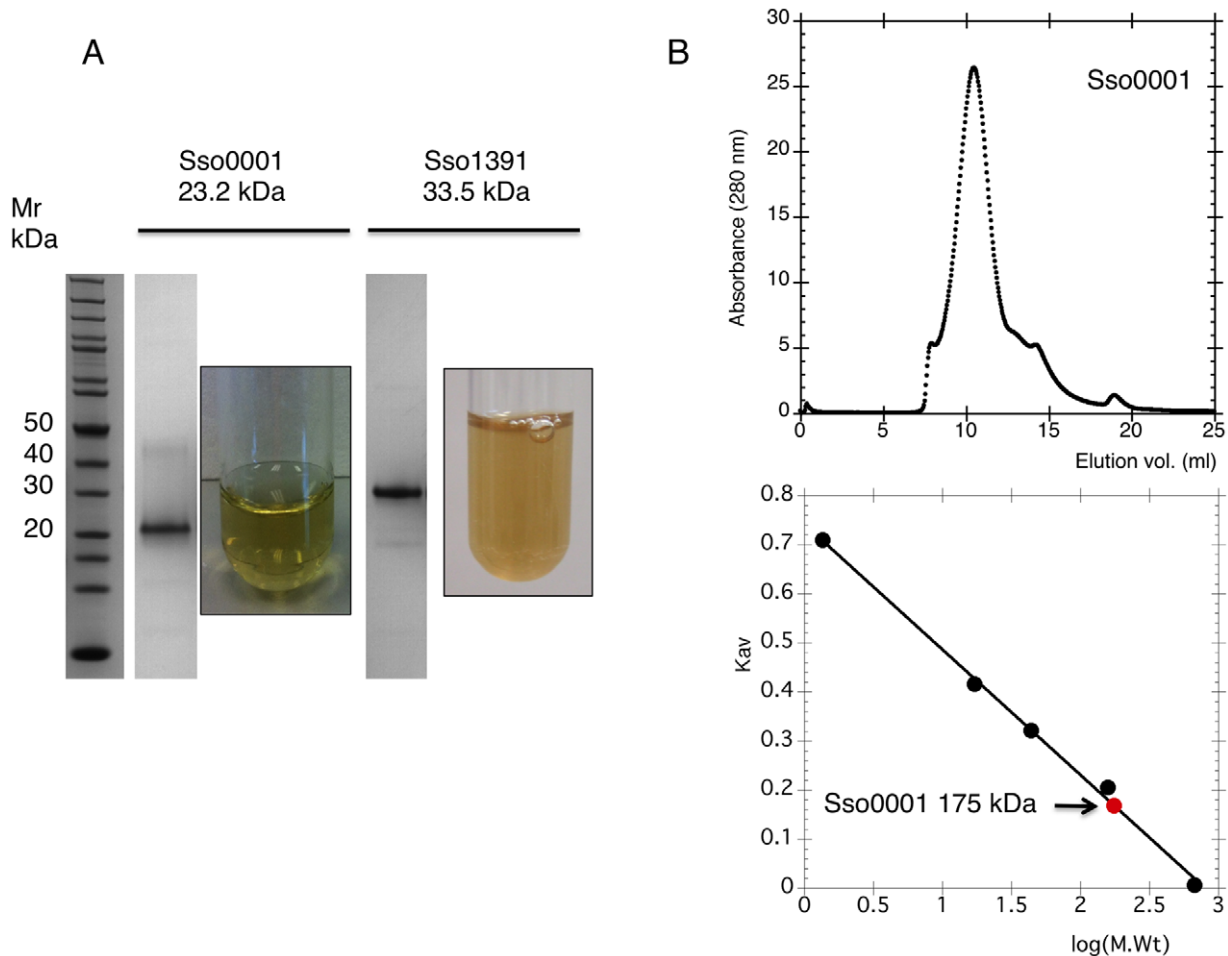 A
Sso0001
23.2 kDa
Sso1391
33.5 kDa
Mr
kDa
50
40
30
20
B
30
25
20
15
10
5
0
Absorbance (280 nm)
Sso0001
0 5 10 15 20 25
Elution vol. (ml)
0.8
0.7
0.6
0.5
0.4
0.3
0.2
0.1
0
Kav
Sso0001 175 kDa
0 0.5 1 1.5 2 2.5 3
log(M.Wt)